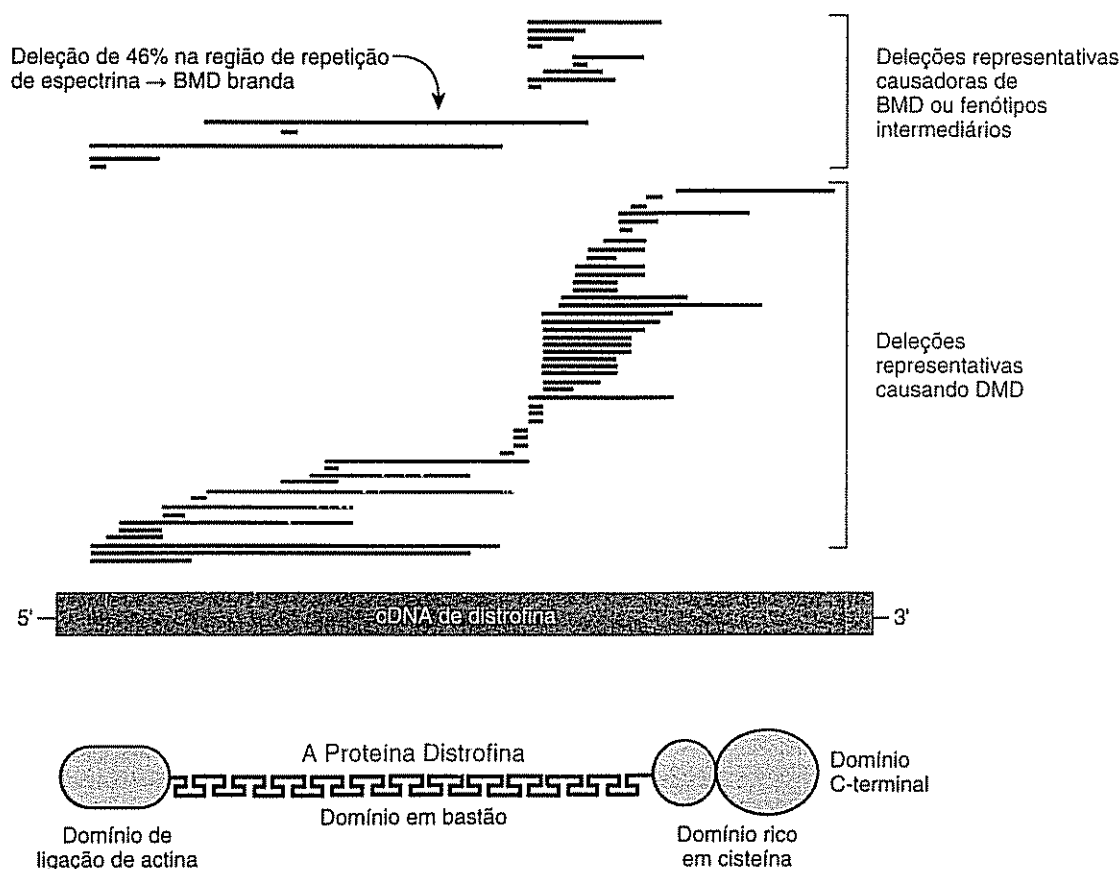 Deleção de 46% na região de repetição
de espectrina → BMD branda
Deleções representativas
causadoras de
BMD ou fenótipos
intermediários
Deleções
representativas
causando DMD
5'
cDNA de distrofina
3'
A Proteína Distrofina
Domínio
C-terminal
Domínio em bastão
Domínio de
ligação de actina
Domínio rico
em cisteína